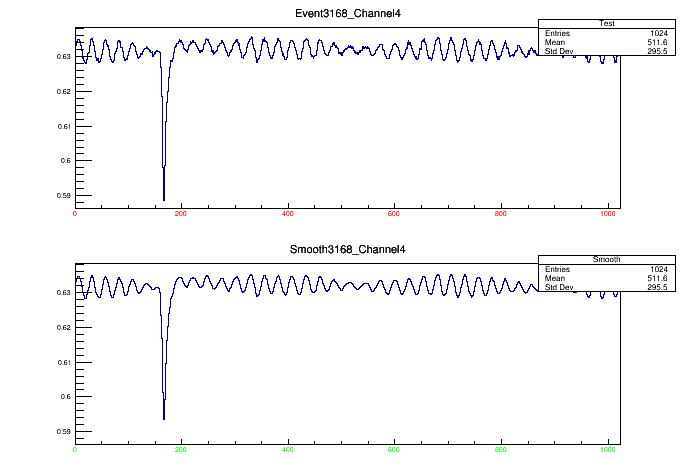 Event3168_Channel4
Test
Entries 1024
Mean 511.6
Std Dev 295.5
0.63
0.62
0.61
0.6
0.59
0 200 400 600 800 1000
Smooth3168_Channel4
Smooth
Entries 1024
Mean 511.6
Std Dev 295.5
0.63
0.62
0.61
0.6
0.59
0 200 400 600 800 1000